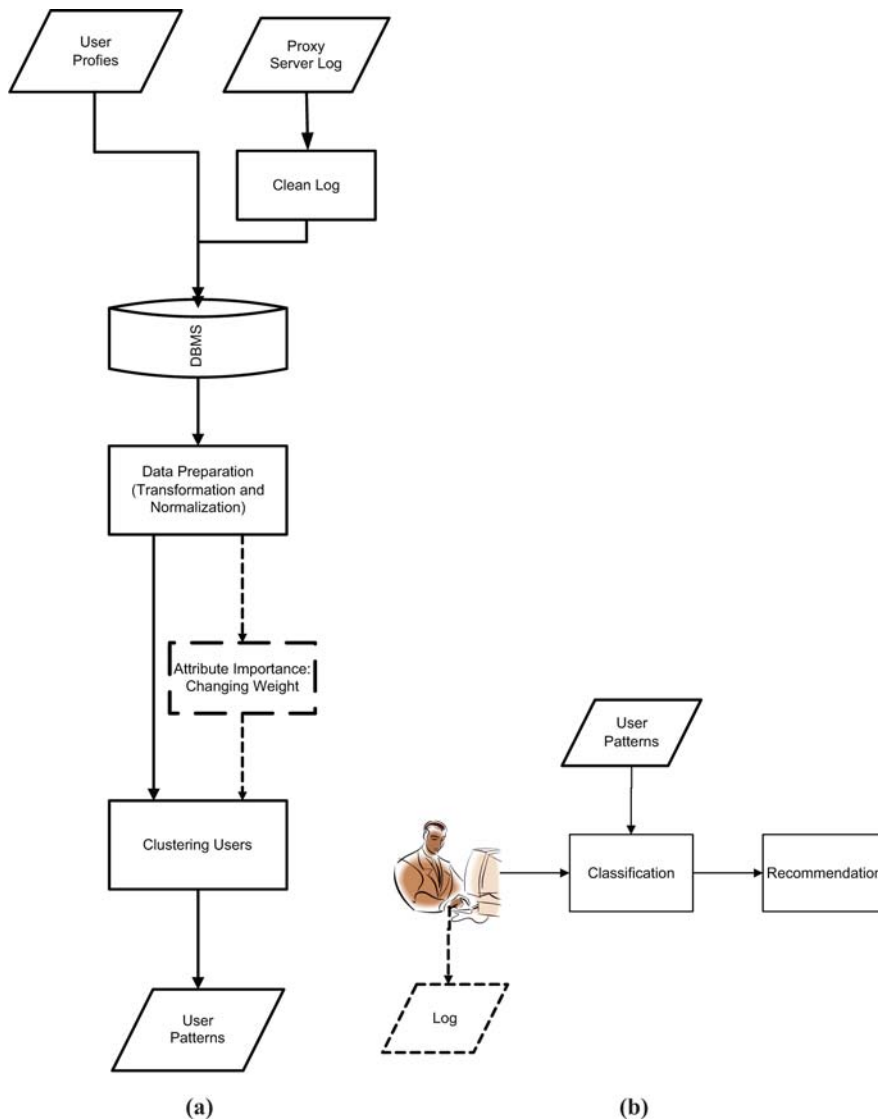 User
Profies
Proxy
Server Log
Clean Log
DBMS
Data Preparation
(Transformation and
Normalization)
Attribute Importance:
Changing Weight
Clustering Users
User
Patterns
(a)
User
Patterns
Classification
Recommendation
Log
(b)